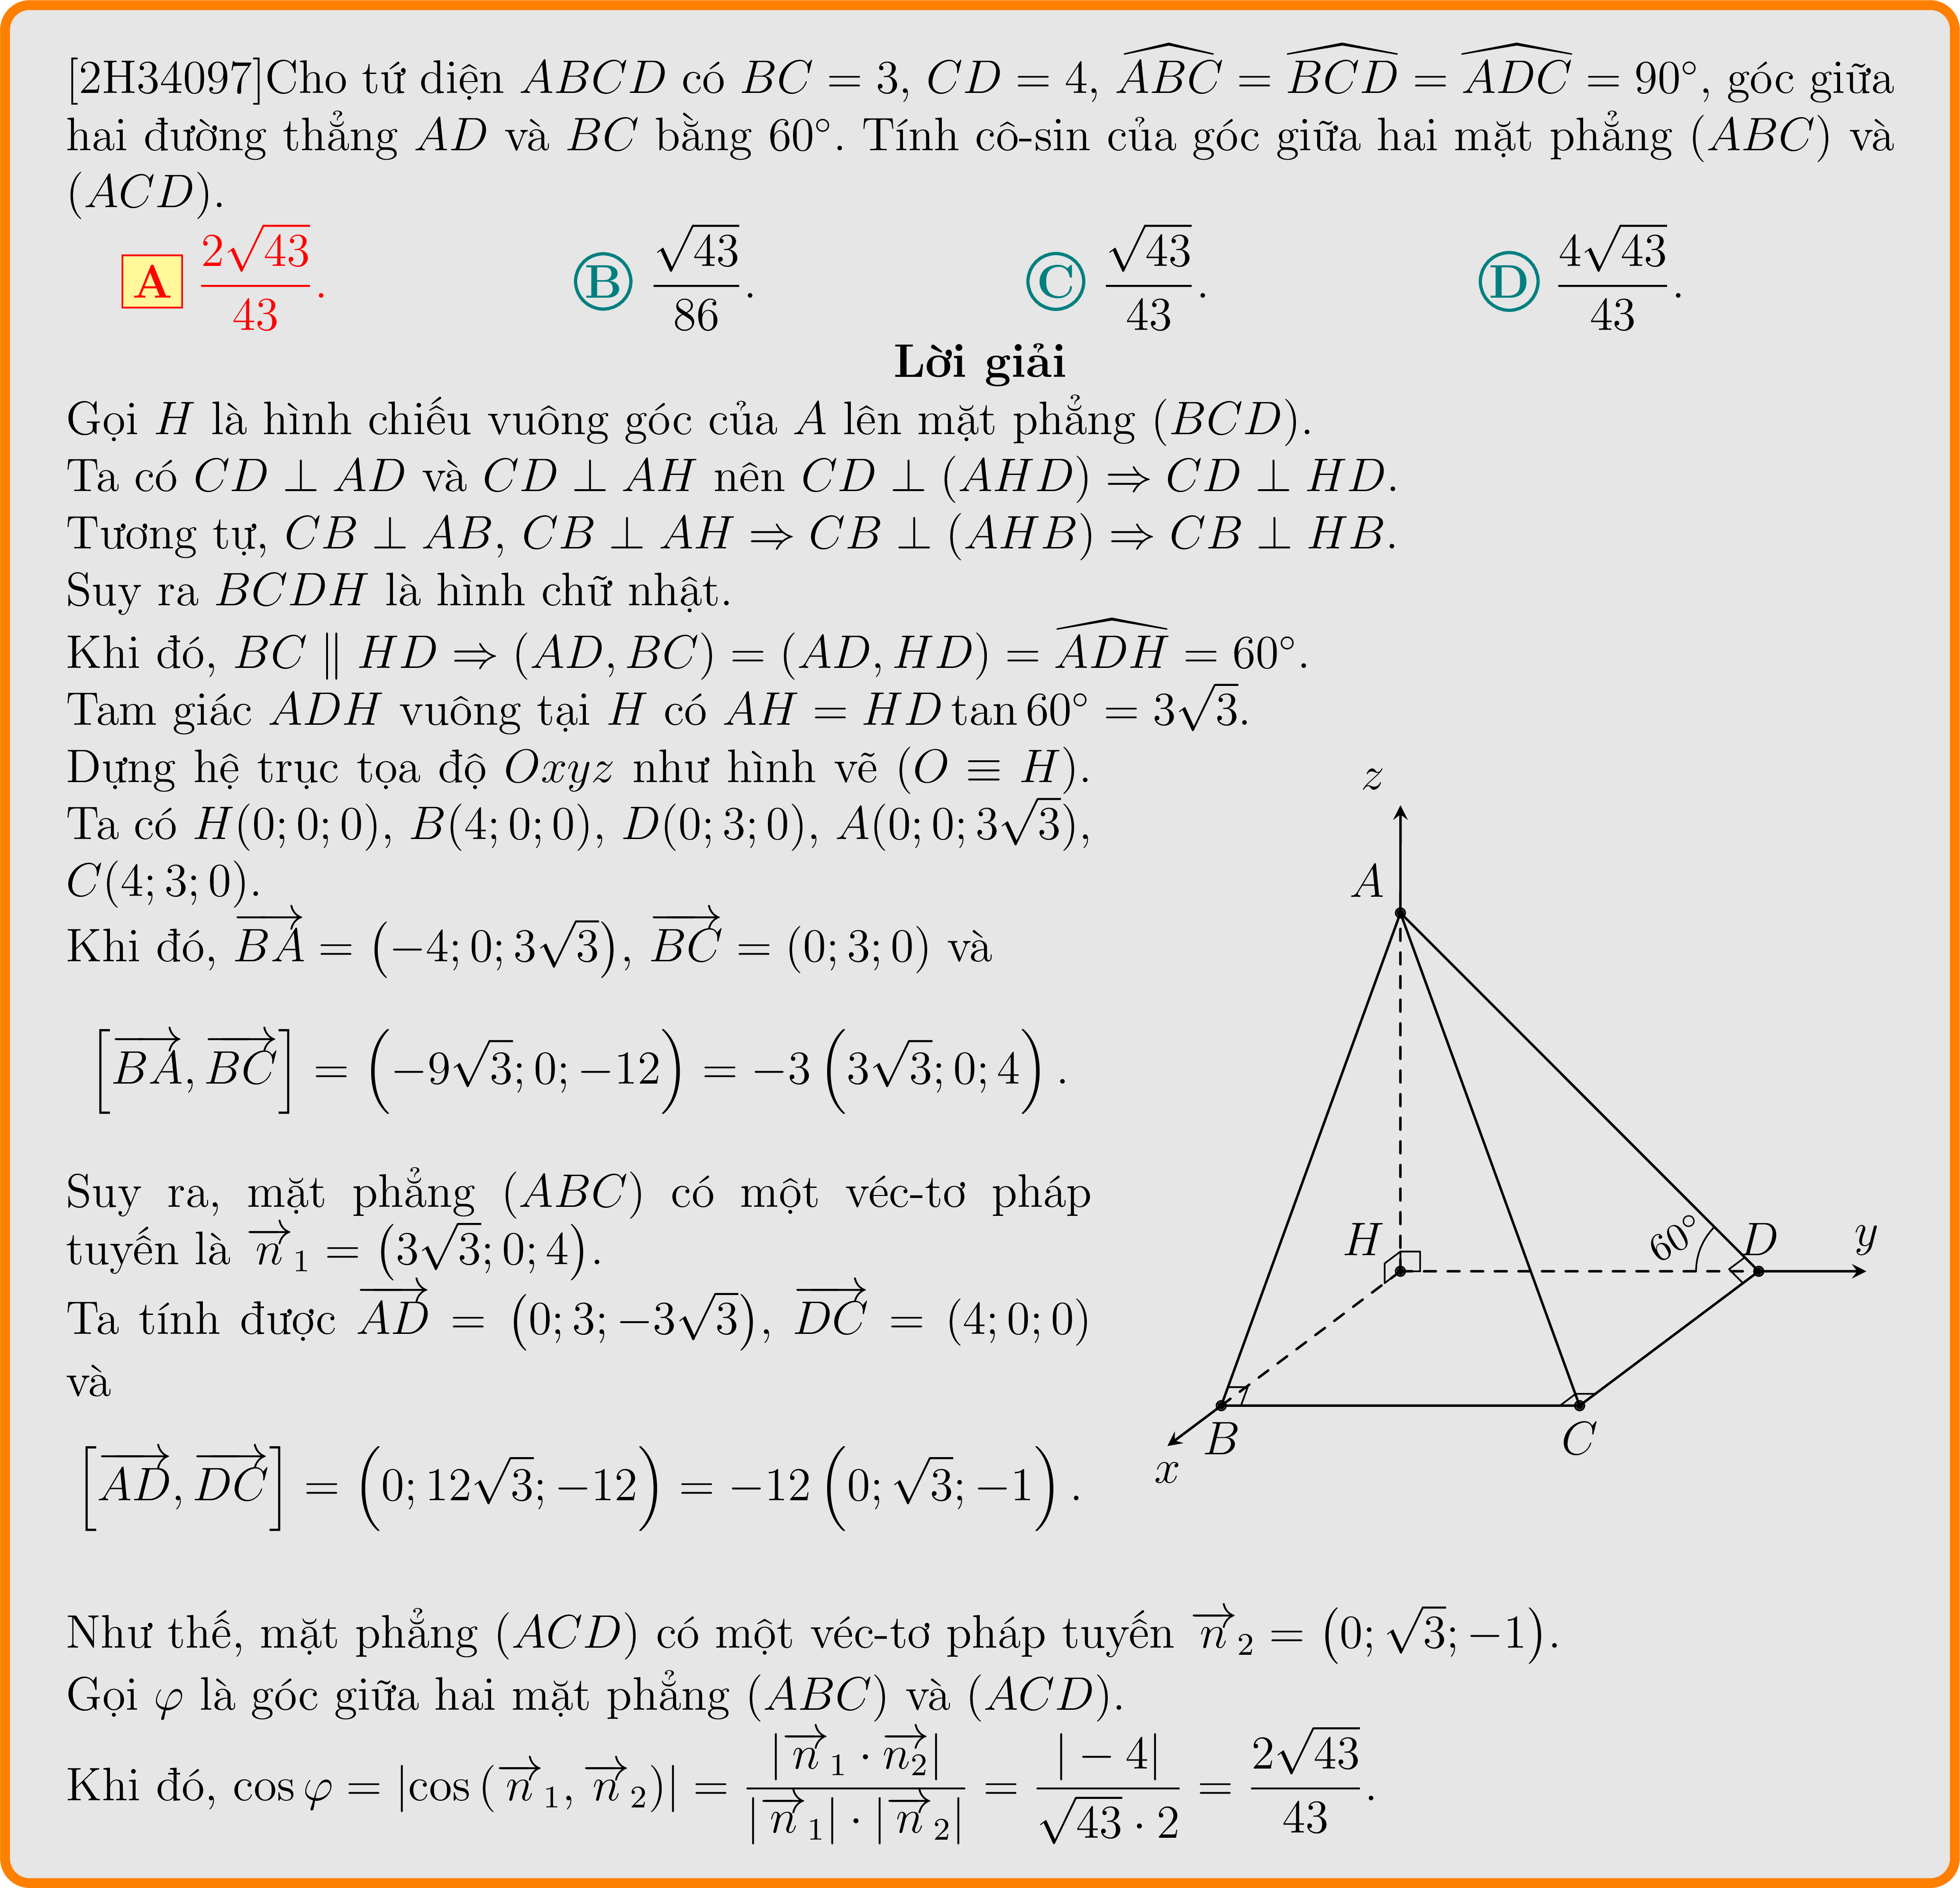 [2H34097]Cho tứ diện $ABCD$ có $BC = 3$, $CD = 4$, $\widehat{ABC} = \widehat{BCD} = \widehat{ADC} = 90^\circ$, góc giữa
hai đường thẳng $AD$ và $BC$ bằng $60^\circ$. Tính cô-sin của góc giữa hai mặt phẳng $(ABC)$ và
$(ACD)$.
A $\dfrac{2\sqrt{43}}{43}$. B $\dfrac{\sqrt{43}}{86}$. C $\dfrac{\sqrt{43}}{43}$. D $\dfrac{4\sqrt{43}}{43}$.
Lời giải
Gọi $H$ là hình chiếu vuông góc của $A$ lên mặt phẳng $(BCD)$.
Ta có $CD \perp AD$ và $CD \perp AH$ nên $CD \perp (AHD) \Rightarrow CD \perp HD$.
Tương tự, $CB \perp AB$, $CB \perp AH \Rightarrow CB \perp (AHB) \Rightarrow CB \perp HB$.
Suy ra $BCDH$ là hình chữ nhật.
Khi đó, $BC \parallel HD \Rightarrow (AD, BC) = (AD, HD) = \widehat{ADH} = 60^\circ$.
Tam giác $ADH$ vuông tại $H$ có $AH = HD \tan 60^\circ = 3\sqrt{3}$.
Dựng hệ trục tọa độ $Oxyz$ như hình vẽ $(O \equiv H)$.
Ta có $H(0; 0; 0)$, $B(4; 0; 0)$, $D(0; 3; 0)$, $A(0; 0; 3\sqrt{3})$,
$C(4; 3; 0)$.
Khi đó, $\overrightarrow{BA} = \left(-4; 0; 3\sqrt{3}\right)$, $\overrightarrow{BC} = (0; 3; 0)$ và
$\left[\overrightarrow{BA}, \overrightarrow{BC}\right] = \left(-9\sqrt{3}; 0; -12\right) = -3\left(3\sqrt{3}; 0; 4\right).$
Suy ra, mặt phẳng $(ABC)$ có một véc-tơ pháp
tuyến là $\overrightarrow{n}_1 = \left(3\sqrt{3}; 0; 4\right)$.
Ta tính được $\overrightarrow{AD} = \left(0; 3; -3\sqrt{3}\right)$, $\overrightarrow{DC} = (4; 0; 0)$
và
$\left[\overrightarrow{AD}, \overrightarrow{DC}\right] = \left(0; 12\sqrt{3}; -12\right) = -12\left(0; \sqrt{3}; -1\right).$
z
A
H
60°
D
y
B
C
x
Như thế, mặt phẳng $(ACD)$ có một véc-tơ pháp tuyến $\overrightarrow{n}_2 = \left(0; \sqrt{3}; -1\right)$.
Gọi $\varphi$ là góc giữa hai mặt phẳng $(ABC)$ và $(ACD)$.
Khi đó, $\cos \varphi = |\cos(\overrightarrow{n}_1, \overrightarrow{n}_2)| = \dfrac{|\overrightarrow{n}_1 \cdot \overrightarrow{n_2}|}{|\overrightarrow{n}_1| \cdot |\overrightarrow{n}_2|} = \dfrac{|-4|}{\sqrt{43} \cdot 2} = \dfrac{2\sqrt{43}}{43}$.